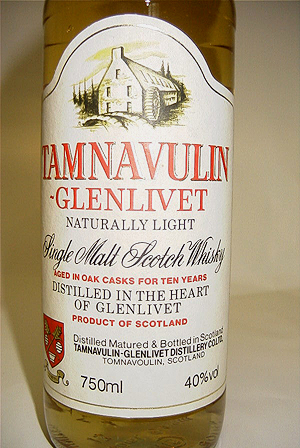 TAMNAVULIN
-GLENLIVET
NATURALLY LIGHT
Single Malt Scotch Whisky
AGED IN OAK CASKS FOR TEN YEARS
DISTILLED IN THE HEART
OF GLENLIVET
PRODUCT OF SCOTLAND
Distilled Matured & Bottled in Scotland
TAMNAVULIN-GLENLIVET DISTILLERY CO. LTD.
TOMNAVOULIN, SCOTLAND
750ml 40%vol